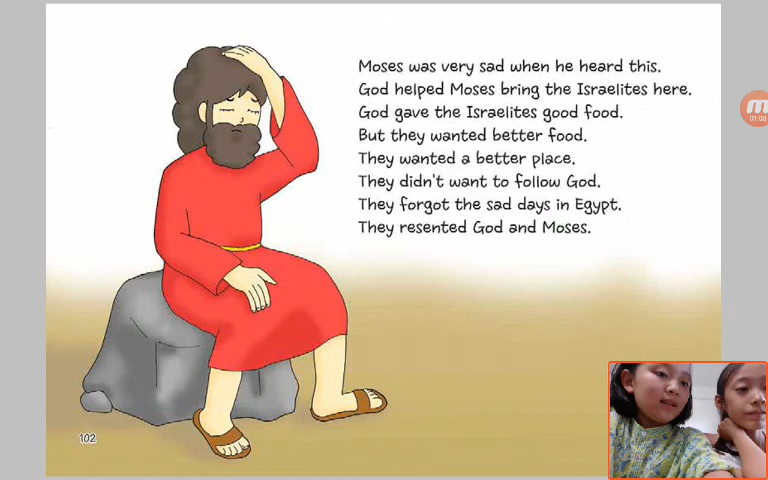 Moses was very sad when he heard this.
God helped Moses bring the Israelites here.
God gave the Israelites good food.
But they wanted better food.
They wanted a better place.
They didn't want to follow God.
They forgot the sad days in Egypt.
They resented God and Moses.
102
01:03